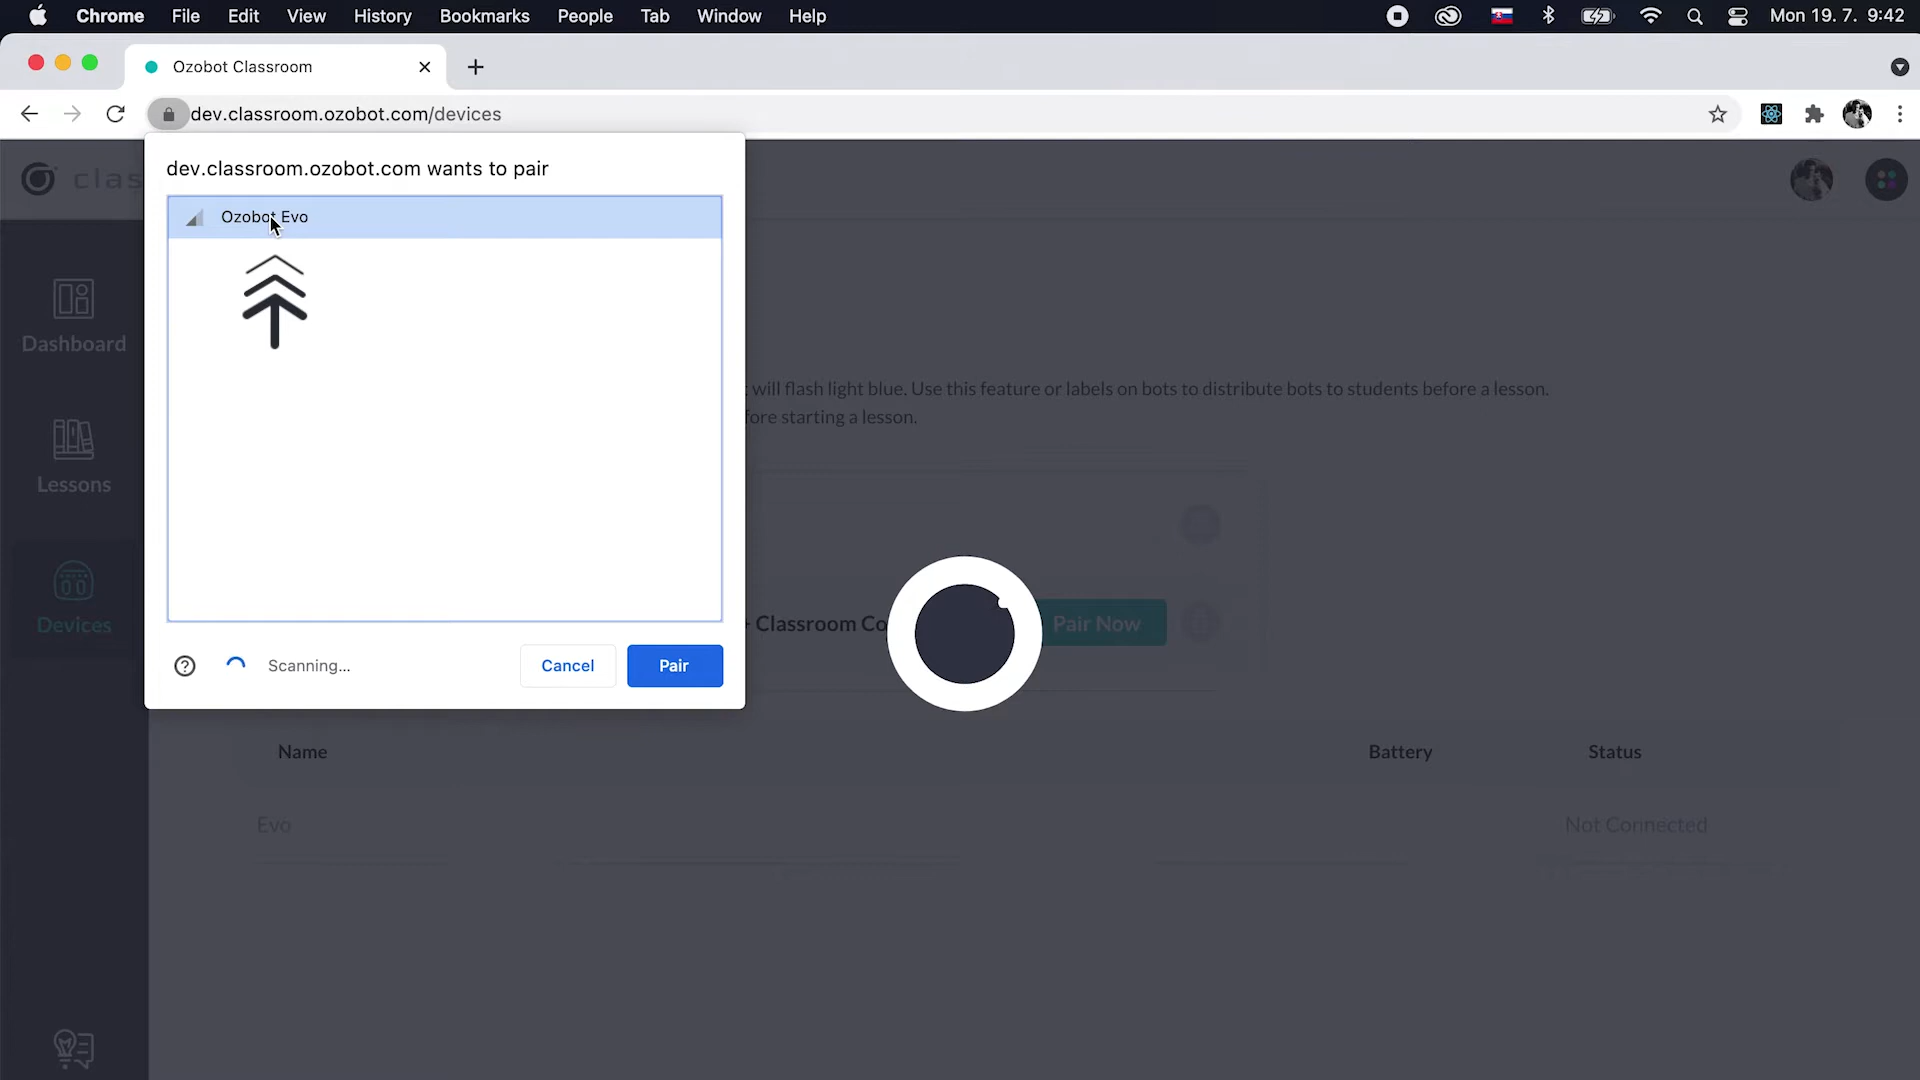 Chrome File Edit View History Bookmarks People Tab Window Help Mon 19. 7. 9:42
Ozobot Classroom
dev.classroom.ozobot.com/devices
dev.classroom.ozobot.com wants to pair
clas
Ozobot Evo
Dashboard
will flash light blue. Use this feature or labels on bots to distribute bots to students before a lesson.
fore starting a lesson.
Lessons
Devices
Classroom Co
Pair Now
Scanning...
Cancel
Pair
Name Battery Status
Evo Not Connected